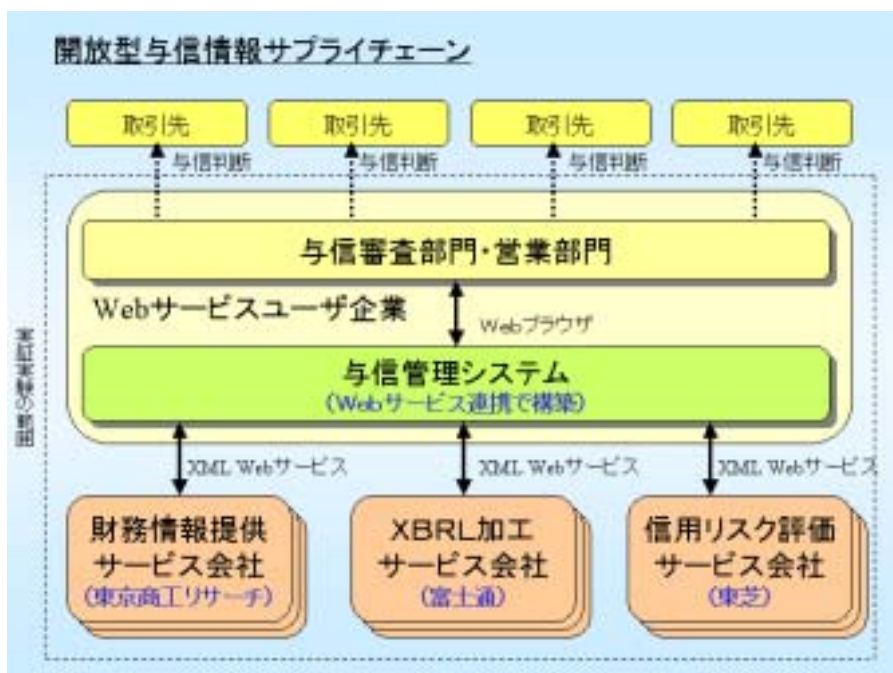 開放型与信情報サプライチェーン
取引先
取引先
取引先
取引先
与信判断
与信判断
与信判断
与信判断
与信審査部門・営業部門
Webサービスユーザ企業
Webブラウザ
実証実験の範囲
与信管理システム
(Webサービス連携で構築)
XML Webサービス
XML Webサービス
XML Webサービス
財務情報提供
サービス会社
(東京商工リサーチ)
XBRL加工
サービス会社
(富士通)
信用リスク評価
サービス会社
(東芝)